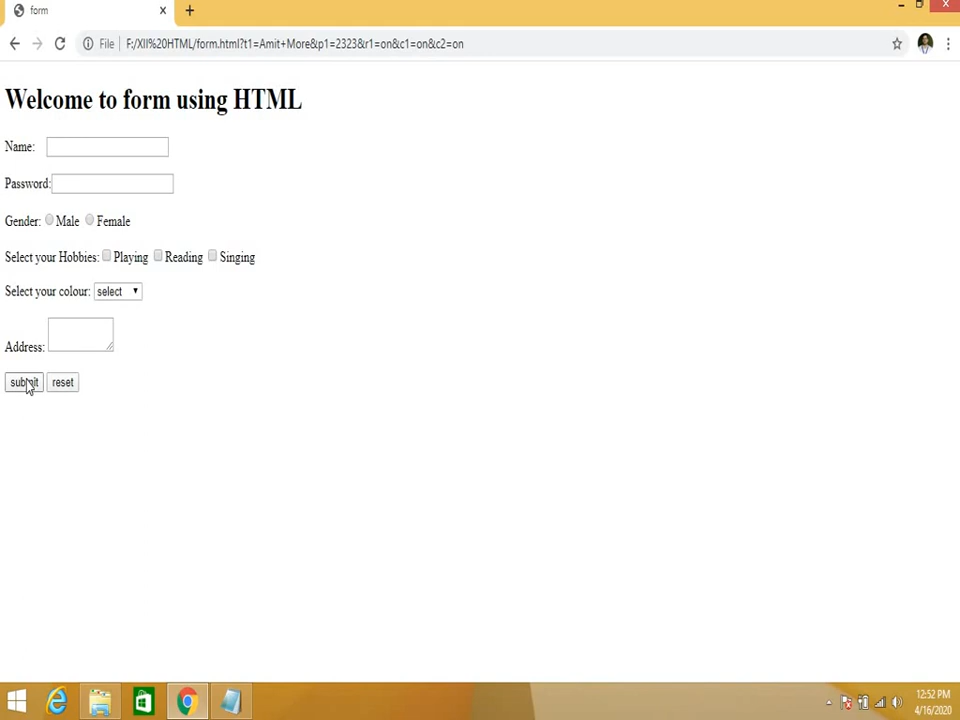 form
File F:/XII%20HTML/form.html?t1=Amit+More&p1=2323&r1=on&c1=on&c2=on
Welcome to form using HTML
Name:
Password:
Gender: Male Female
Select your Hobbies: Playing Reading Singing
Select your colour: select
Address:
submit reset
12:52 PM
4/16/2020